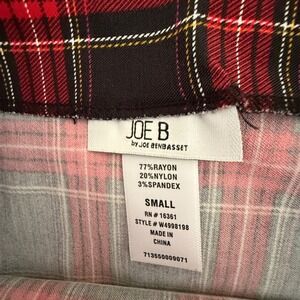 JOE B
by JOE BENBASSET
77%RAYON
20%NYLON
3%SPANDEX
SMALL
RN # 16361
STYLE # W4998198
MADE IN
CHINA
713550009071